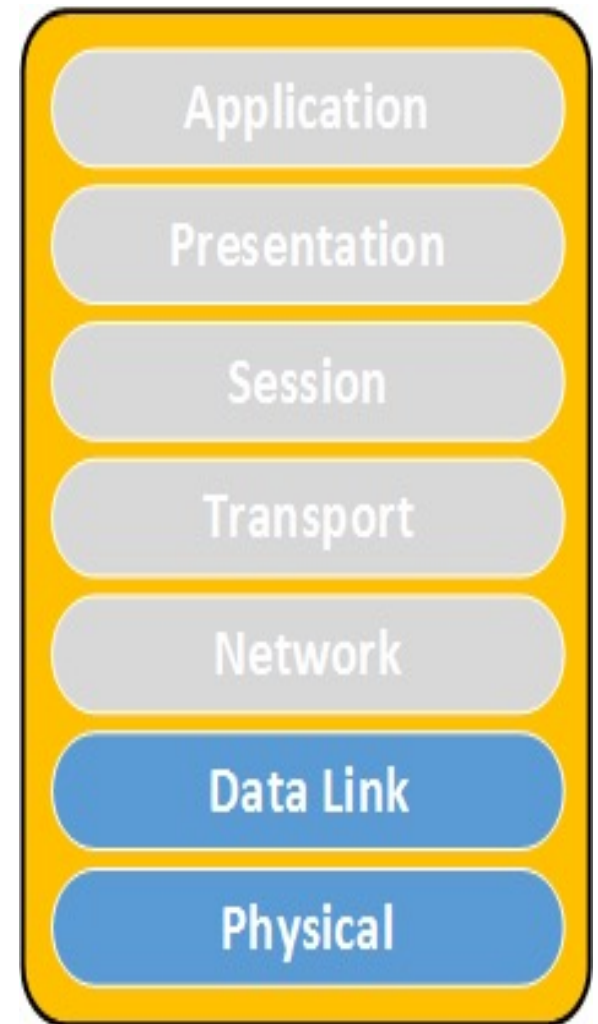 Application
Presentation
Session
Transport
Network
Data Link
Physical